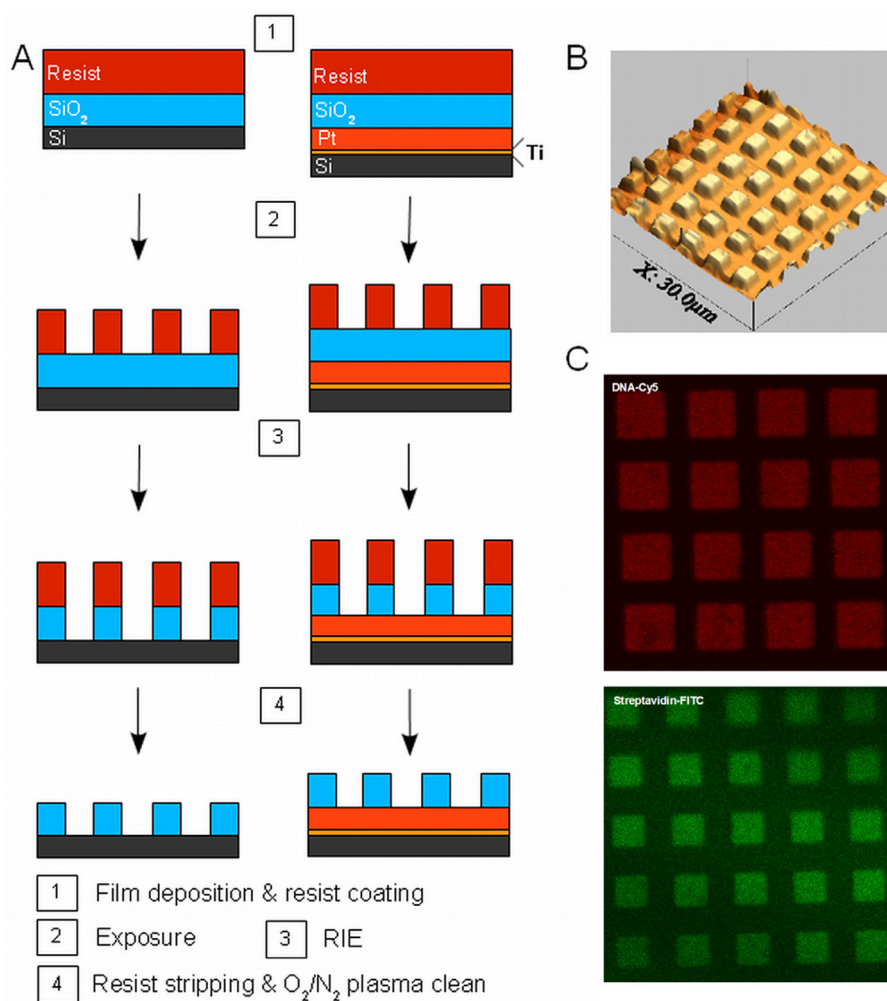 A
1
Resist
SiO₂
Si
Resist
SiO₂
Pt
Ti
Si
2
3
4
1 Film deposition & resist coating
2 Exposure 3 RIE
4 Resist stripping & O₂/N₂ plasma clean
B
X: 30.0µm
C
DNA-Cy5
Streptavidin-FITC